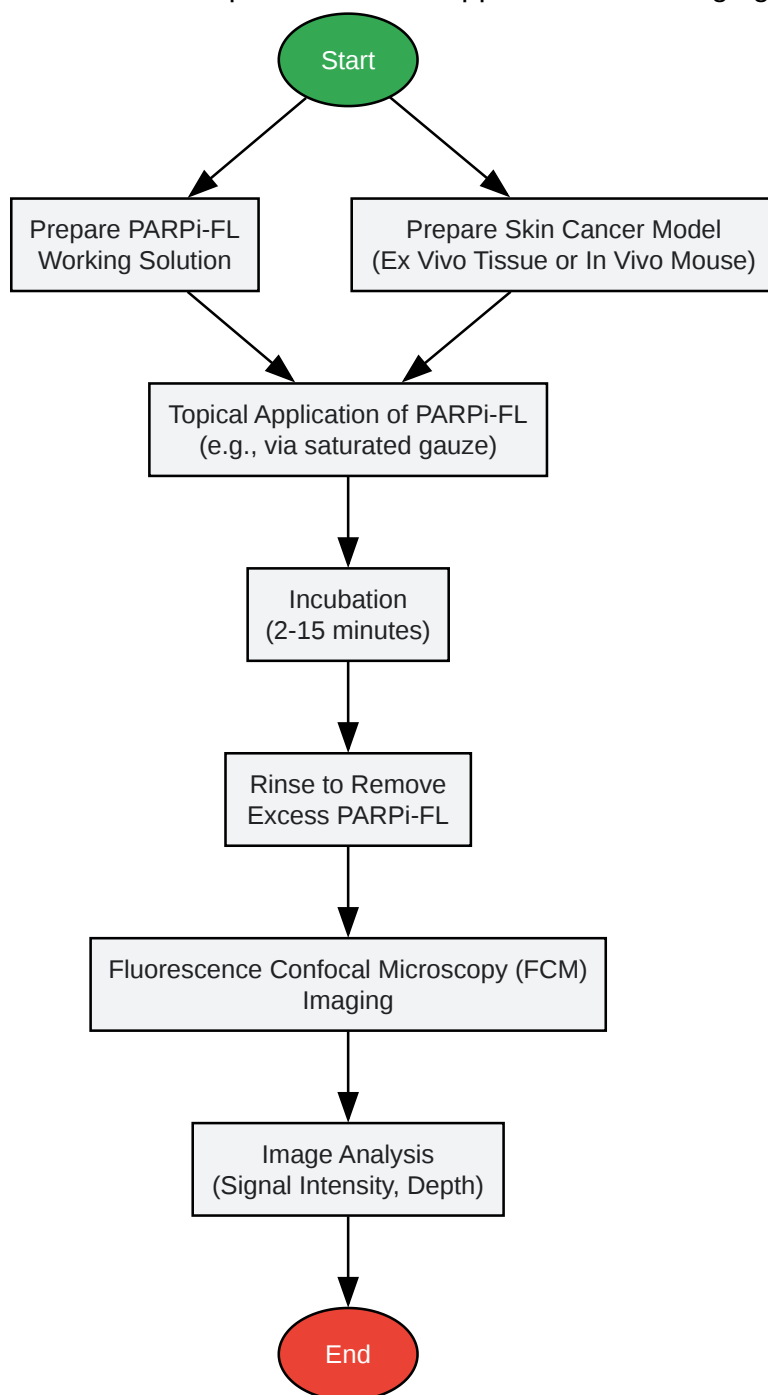 Start
Prepare PARPi-FL
Working Solution
Prepare Skin Cancer Model
(Ex Vivo Tissue or In Vivo Mouse)
Topical Application of PARPi-FL
(e.g., via saturated gauze)
Incubation
(2-15 minutes)
Rinse to Remove
Excess PARPi-FL
Fluorescence Confocal Microscopy (FCM)
Imaging
Image Analysis
(Signal Intensity, Depth)
End